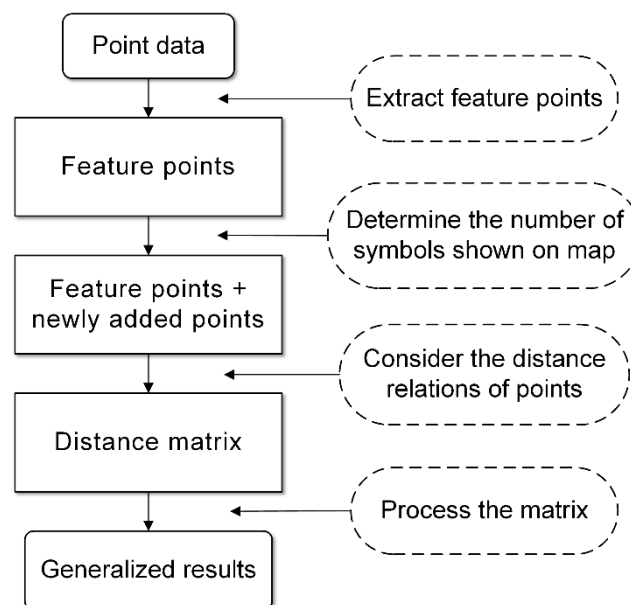 Point data
Extract feature points
Feature points
Determine the number of
symbols shown on map
Feature points +
newly added points
Consider the distance
relations of points
Distance matrix
Process the matrix
Generalized results